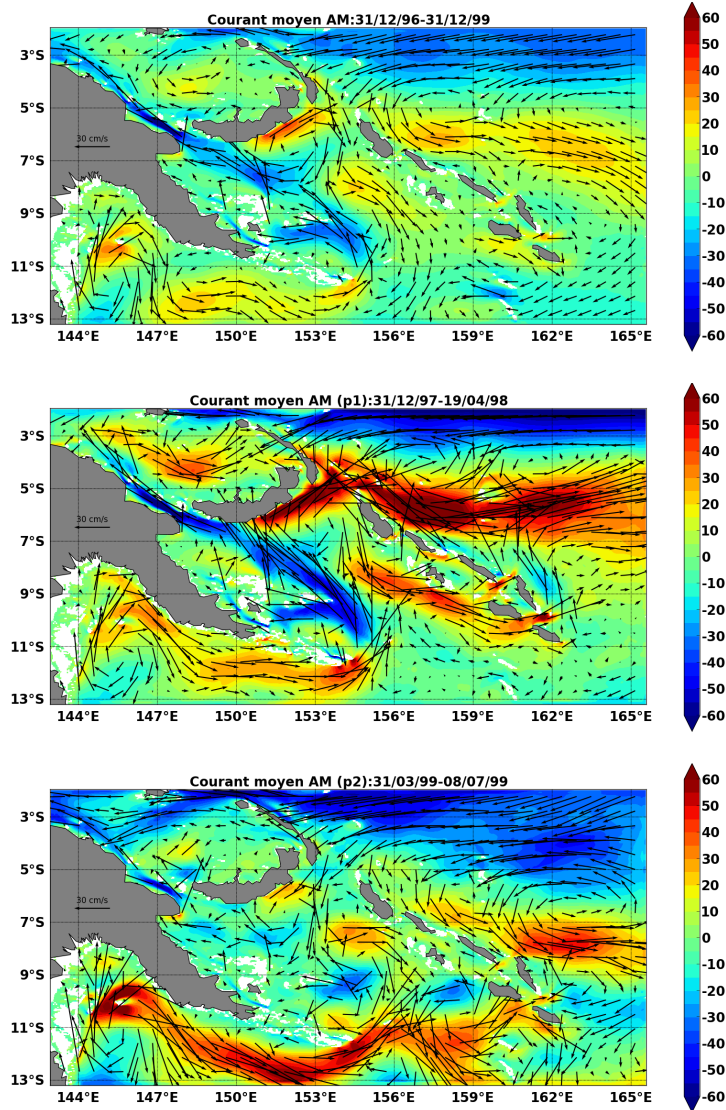 Courant moyen AM:31/12/96-31/12/99
60
50
40
30
20
10
0
-10
-20
-30
-40
-50
-60
3°S
5°S
7°S
9°S
11°S
13°S
30 cm/s
144°E 147°E 150°E 153°E 156°E 159°E 162°E 165°E
Courant moyen AM (p1):31/12/97-19/04/98
60
50
40
30
20
10
0
-10
-20
-30
-40
-50
-60
3°S
5°S
7°S
9°S
11°S
13°S
30 cm/s
144°E 147°E 150°E 153°E 156°E 159°E 162°E 165°E
Courant moyen AM (p2):31/03/99-08/07/99
60
50
40
30
20
10
0
-10
-20
-30
-40
-50
-60
3°S
5°S
7°S
9°S
11°S
13°S
30 cm/s
144°E 147°E 150°E 153°E 156°E 159°E 162°E 165°E